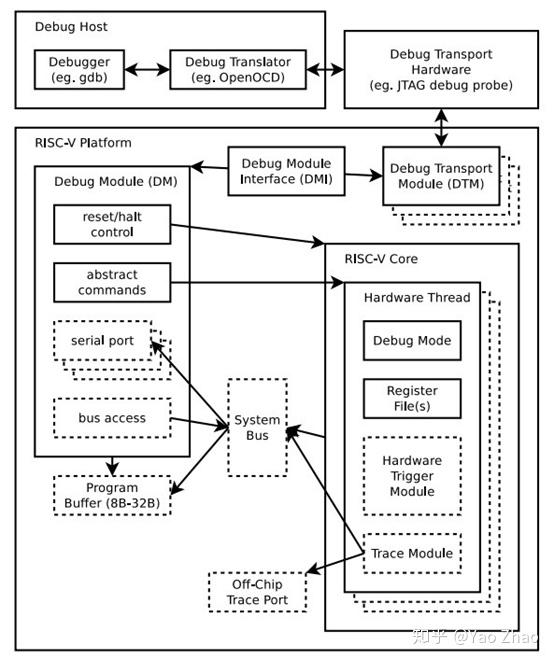 Debug Host
Debugger
(eg. gdb)
Debug Translator
(eg. OpenOCD)
Debug Transport
Hardware
(eg. JTAG debug probe)
RISC-V Platform
Debug Module (DM)
reset/halt
control
abstract
commands
serial port
bus access
Program
Buffer (8B-32B)
Debug Module
Interface (DMI)
Debug Transport
Module (DTM)
System
Bus
Off-Chip
Trace Port
RISC-V Core
Hardware Thread
Debug Mode
Register
File(s)
Hardware
Trigger
Module
Trace Module
知乎 @Yao Zhao